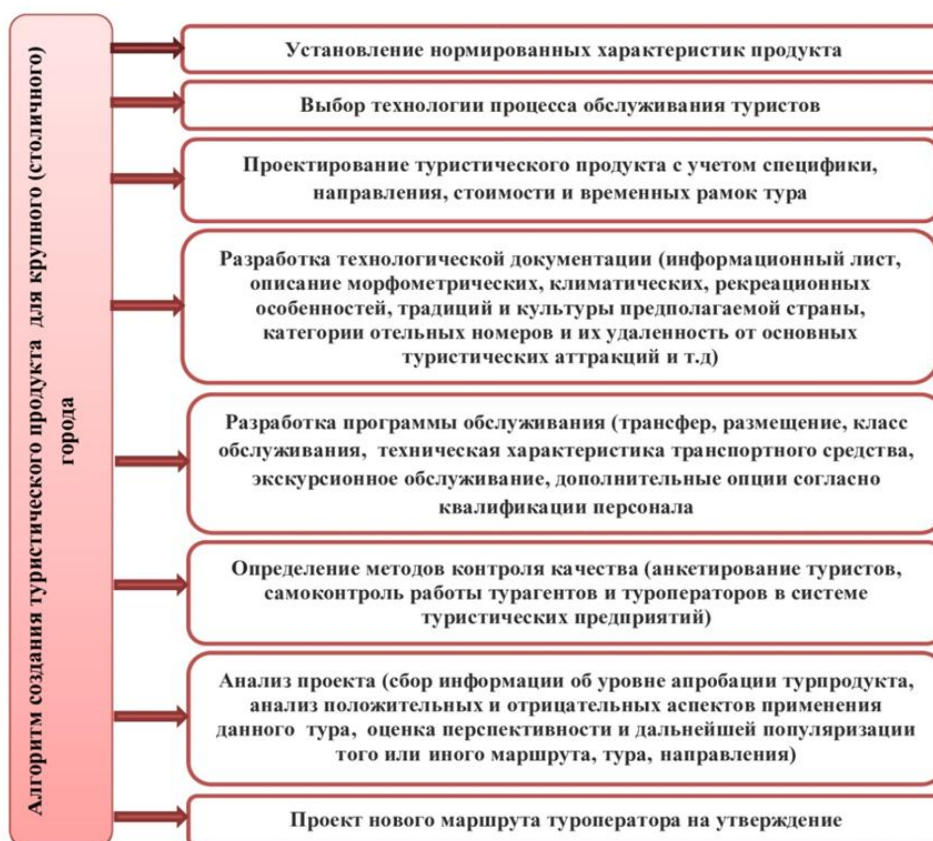 Алгоритм создания туристического продукта для крупного (столичного)
города
Установление нормированных характеристик продукта
Выбор технологии процесса обслуживания туристов
Проектирование туристического продукта с учетом специфики,
направления, стоимости и временных рамок тура
Разработка технологической документации (информационный лист,
описание морфометрических, климатических, рекреационных
особенностей, традиций и культуры предполагаемой страны,
категории отельных номеров и их удаленность от основных
туристических аттракций и т.д)
Разработка программы обслуживания (трансфер, размещение, класс
обслуживания, техническая характеристика транспортного средства,
экскурсионное обслуживание, дополнительные опции согласно
квалификации персонала
Определение методов контроля качества (анкетирование туристов,
самоконтроль работы турагентов и туроператоров в системе
туристических предприятий)
Анализ проекта (сбор информации об уровне апробации турпродукта,
анализ положительных и отрицательных аспектов применения
данного тура, оценка перспективности и дальнейшей популяризации
того или иного маршрута, тура, направления)
Проект нового маршрута туроператора на утверждение